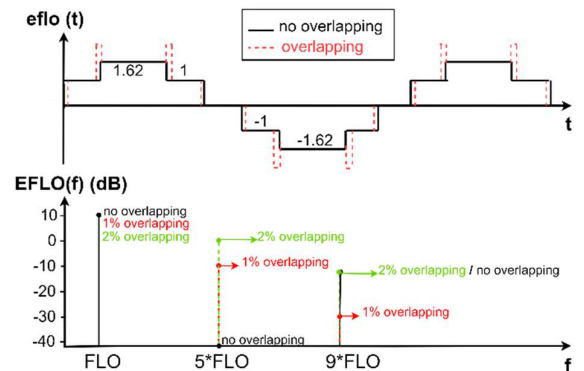 eflo (t)
no overlapping
overlapping
1.62
1
-1
-1.62
t
EFLO(f) (dB)
10
0
-10
-20
-30
-40
no overlapping
1% overlapping
2% overlapping
2% overlapping
1% overlapping
no overlapping
2% overlapping / no overlapping
1% overlapping
FLO
5*FLO
9*FLO
f